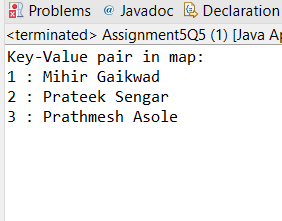 Problems @ Javadoc Declaration
<terminated> Assignment5Q5 (1) [Java Ap
Key-Value pair in map:
1 : Mihir Gaikwad
2 : Prateek Sengar
3 : Prathmesh Asole